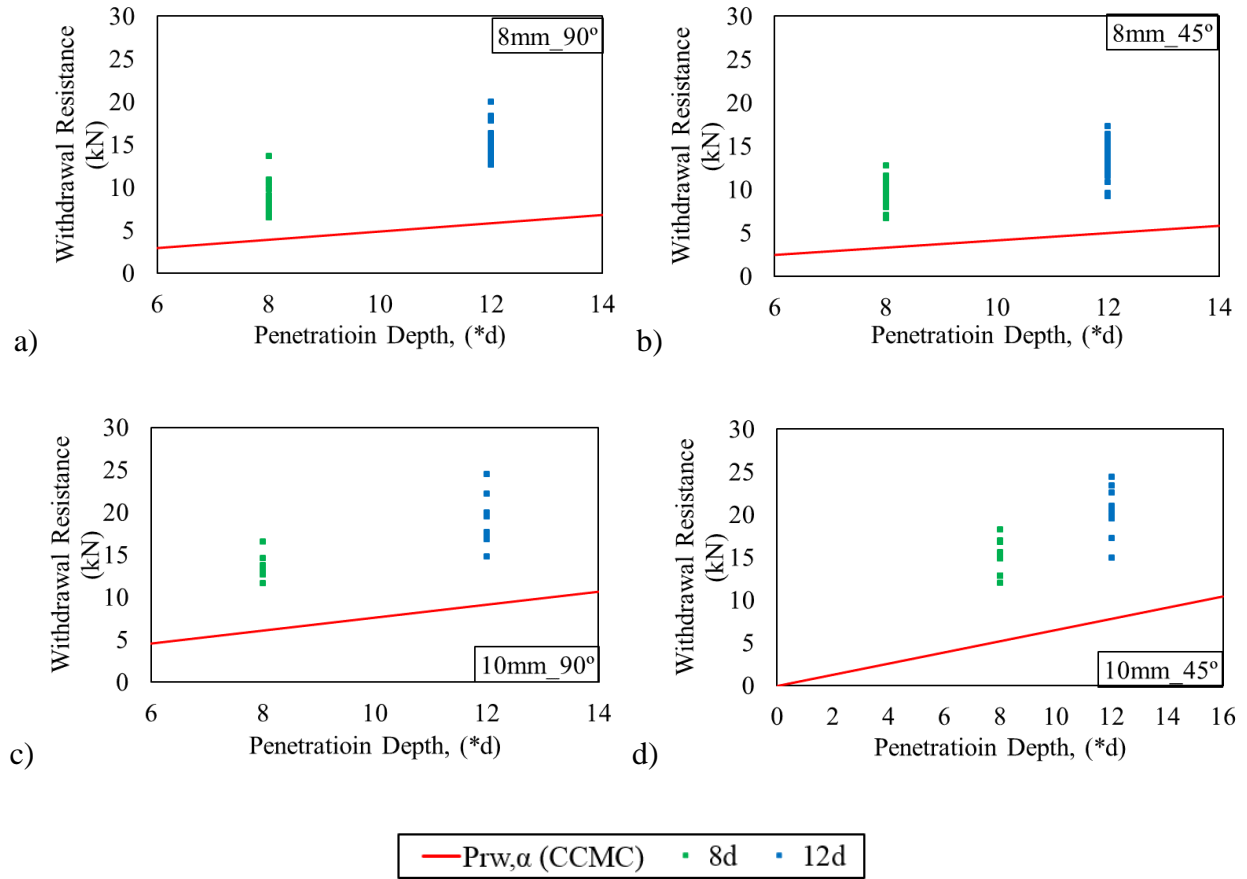 30
25
20
15
10
5
0
Withdrawal Resistance
(kN)
8mm_90º
6 8 10 12 14
Penetratioin Depth, (*d)
a)
30
25
20
15
10
5
0
Withdrawal Resistance
(kN)
8mm_45º
6 8 10 12 14
Penetratioin Depth, (*d)
b)
30
25
20
15
10
5
0
Withdrawal Resistance
(kN)
10mm_90º
6 8 10 12 14
Penetratioin Depth, (*d)
c)
30
25
20
15
10
5
0
Withdrawal Resistance
(kN)
10mm_45º
0 2 4 6 8 10 12 14 16
Penetratioin Depth, (*d)
d)
Prw,α (CCMC) 8d 12d